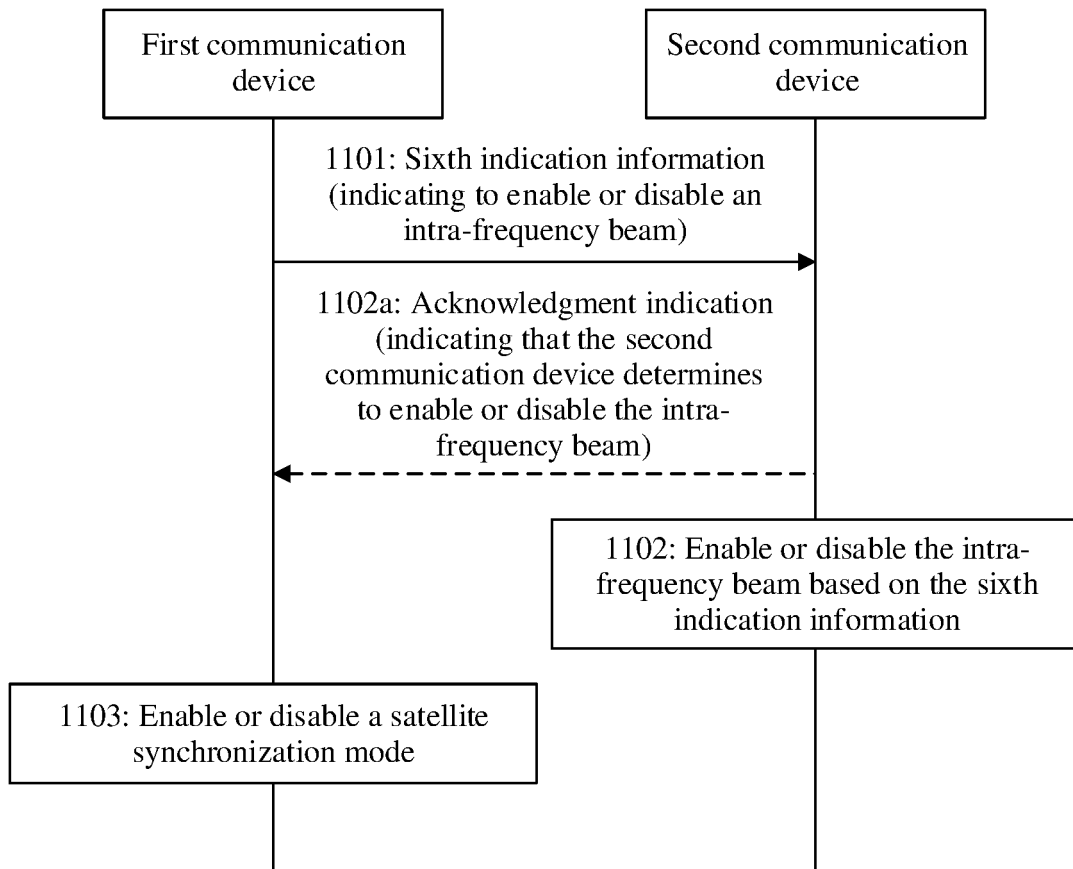 First communication
device
Second communication
device
1101: Sixth indication information
(indicating to enable or disable an
intra-frequency beam)
1102a: Acknowledgment indication
(indicating that the second
communication device determines
to enable or disable the intra-
frequency beam)
1102: Enable or disable the intra-
frequency beam based on the sixth
indication information
1103: Enable or disable a satellite
synchronization mode